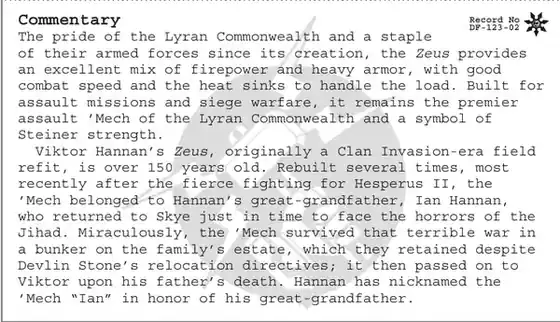 Commentary
Record No
DF-123-02
The pride of the Lyran Commonwealth and a staple
of their armed forces since its creation, the Zeus provides
an excellent mix of firepower and heavy armor, with good
combat speed and the heat sinks to handle the load. Built for
assault missions and siege warfare, it remains the premier
assault ’Mech of the Lyran Commonwealth and a symbol of
Steiner strength.
Viktor Hannan’s Zeus, originally a Clan Invasion-era field
refit, is over 150 years old. Rebuilt several times, most
recently after the fierce fighting for Hesperus II, the
’Mech belonged to Hannan’s great-grandfather, Ian Hannan,
who returned to Skye just in time to face the horrors of the
Jihad. Miraculously, the ’Mech survived that terrible war in
a bunker on the family’s estate, which they retained despite
Devlin Stone’s relocation directives; it then passed on to
Viktor upon his father’s death. Hannan has nicknamed the
’Mech “Ian” in honor of his great-grandfather.